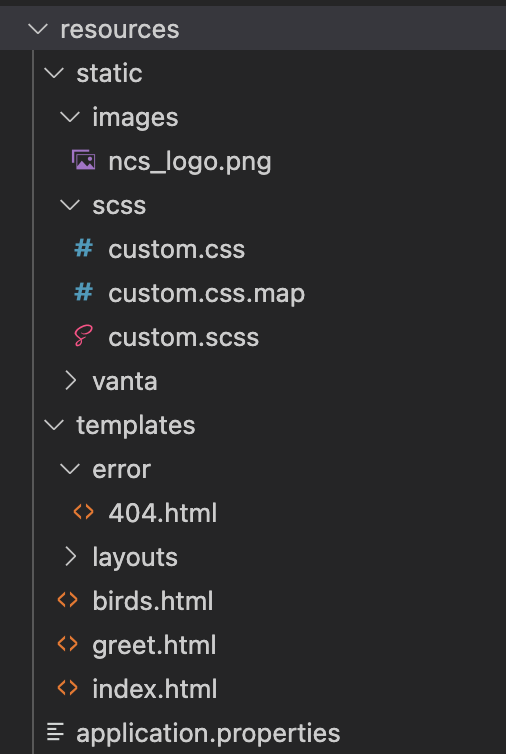 resources
static
images
ncs_logo.png
scss
custom.css
custom.css.map
custom.scss
vanta
templates
error
404.html
layouts
birds.html
greet.html
index.html
application.properties